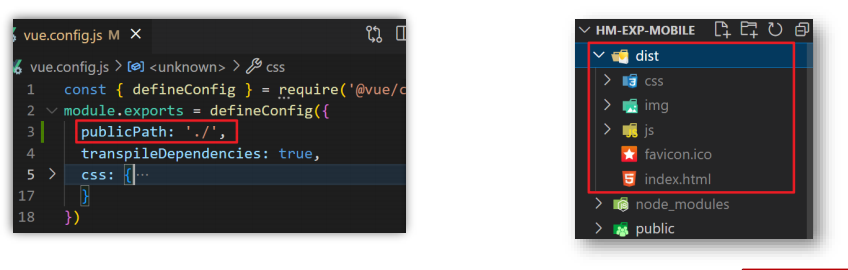 vue.config.js M ×
vue.config.js > <unknown> > css
1 const { defineConfig } = require('@vue/c
2 module.exports = defineConfig({
3 publicPath: './',
4 transpileDependencies: true,
5 css: {···
17 }
18 })
HM-EXP-MOBILE
dist
css
img
js
favicon.ico
index.html
node_modules
public